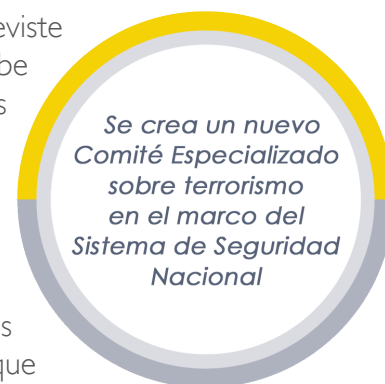 eviste
be
s
Se crea un nuevo
Comité Especializado
sobre terrorismo
en el marco del
Sistema de Seguridad
Nacional
s
que